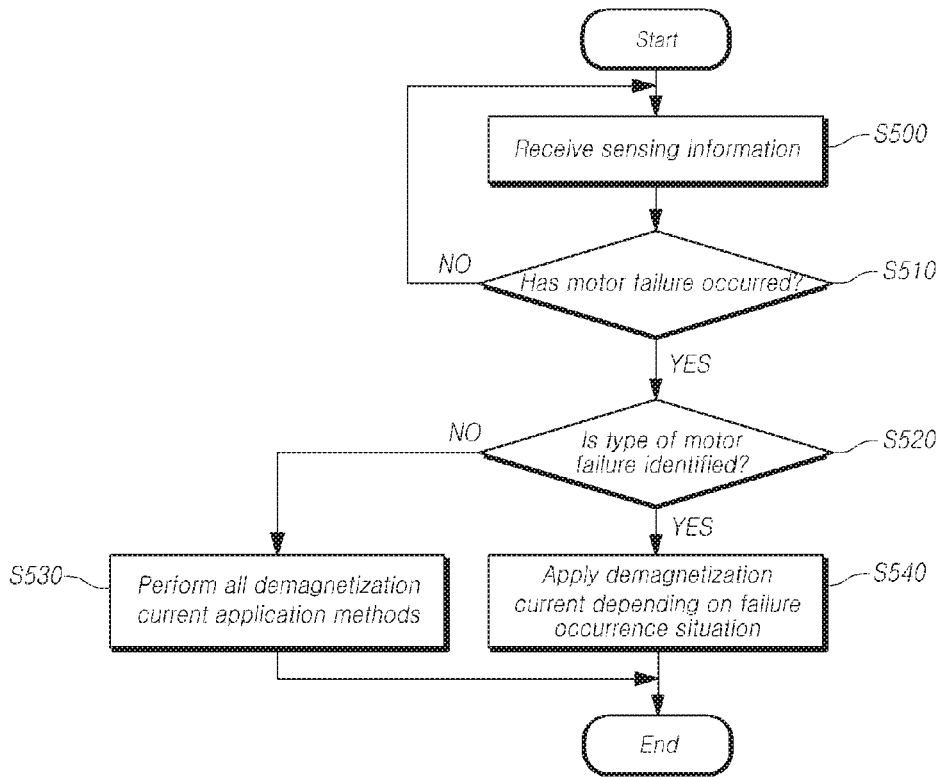 Start
Receive sensing information
S500
Has motor failure occurred?
S510
NO
YES
Is type of motor
failure identified?
S520
NO
YES
Perform all demagnetization
current application methods
S530
Apply demagnetization
current depending on failure
occurrence situation
S540
End